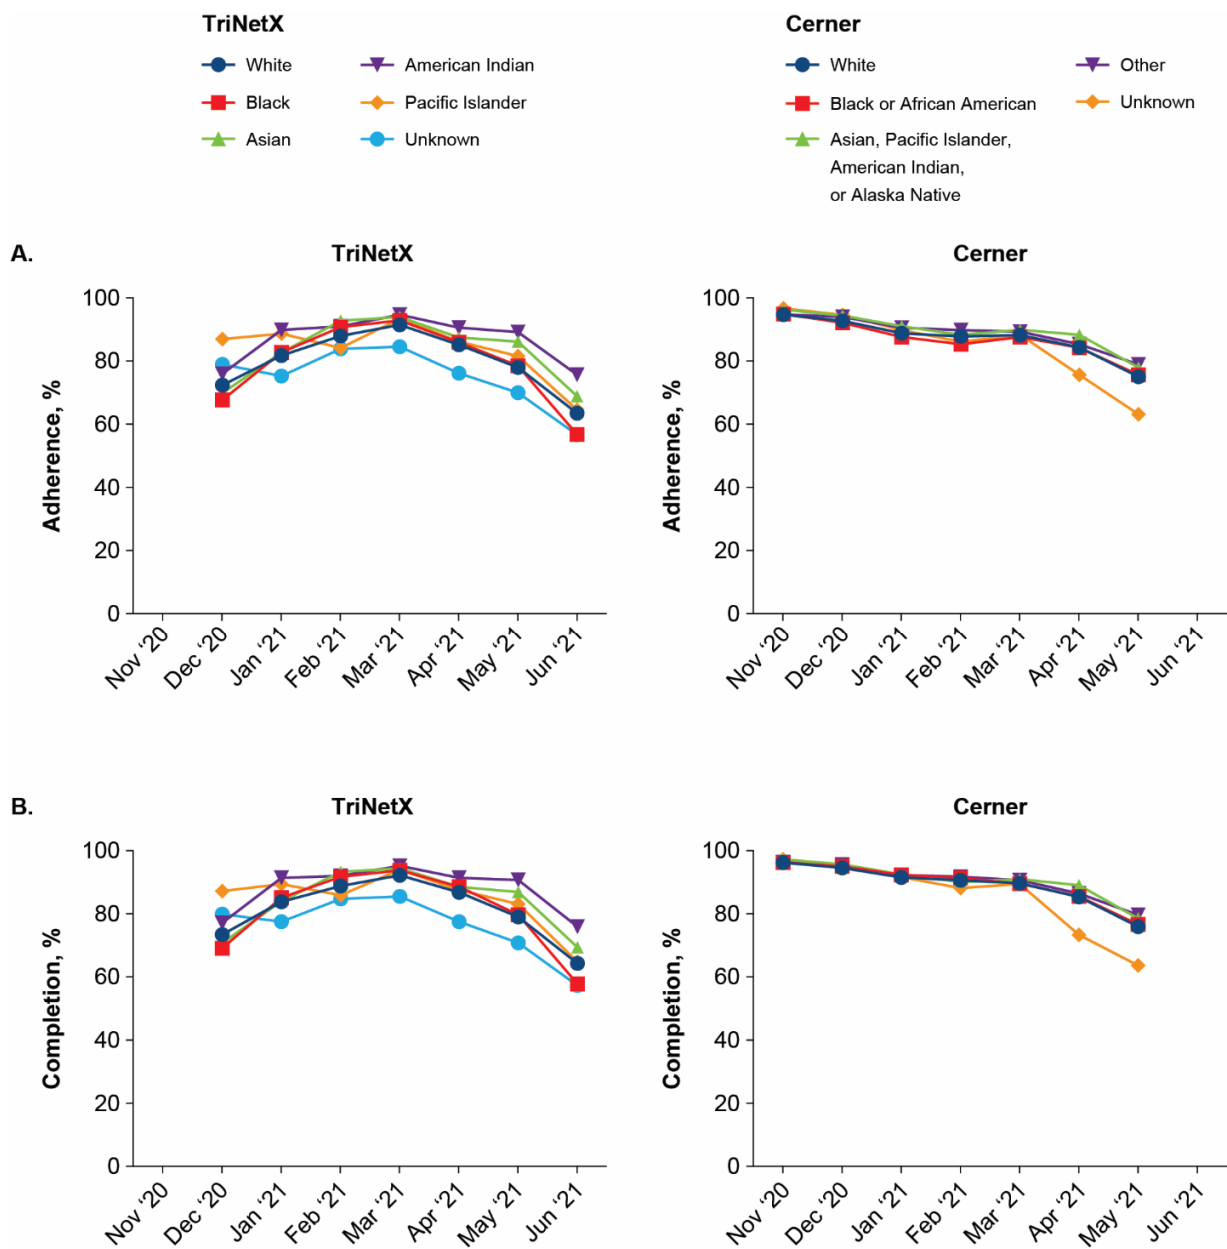 TriNetX
White
Black
Asian
American Indian
Pacific Islander
Unknown
Cerner
White
Black or African American
Asian, Pacific Islander,
American Indian,
or Alaska Native
Other
Unknown
A.
TriNetX
Adherence, %
100
80
60
40
20
0
Nov ‘20
Dec ‘20
Jan ‘21
Feb ‘21
Mar ‘21
Apr ‘21
May ‘21
Jun ‘21
Cerner
Adherence, %
100
80
60
40
20
0
Nov ‘20
Dec ‘20
Jan ‘21
Feb ‘21
Mar ‘21
Apr ‘21
May ‘21
Jun ‘21
B.
TriNetX
Completion, %
100
80
60
40
20
0
Nov ‘20
Dec ‘20
Jan ‘21
Feb ‘21
Mar ‘21
Apr ‘21
May ‘21
Jun ‘21
Cerner
Completion, %
100
80
60
40
20
0
Nov ‘20
Dec ‘20
Jan ‘21
Feb ‘21
Mar ‘21
Apr ‘21
May ‘21
Jun ‘21